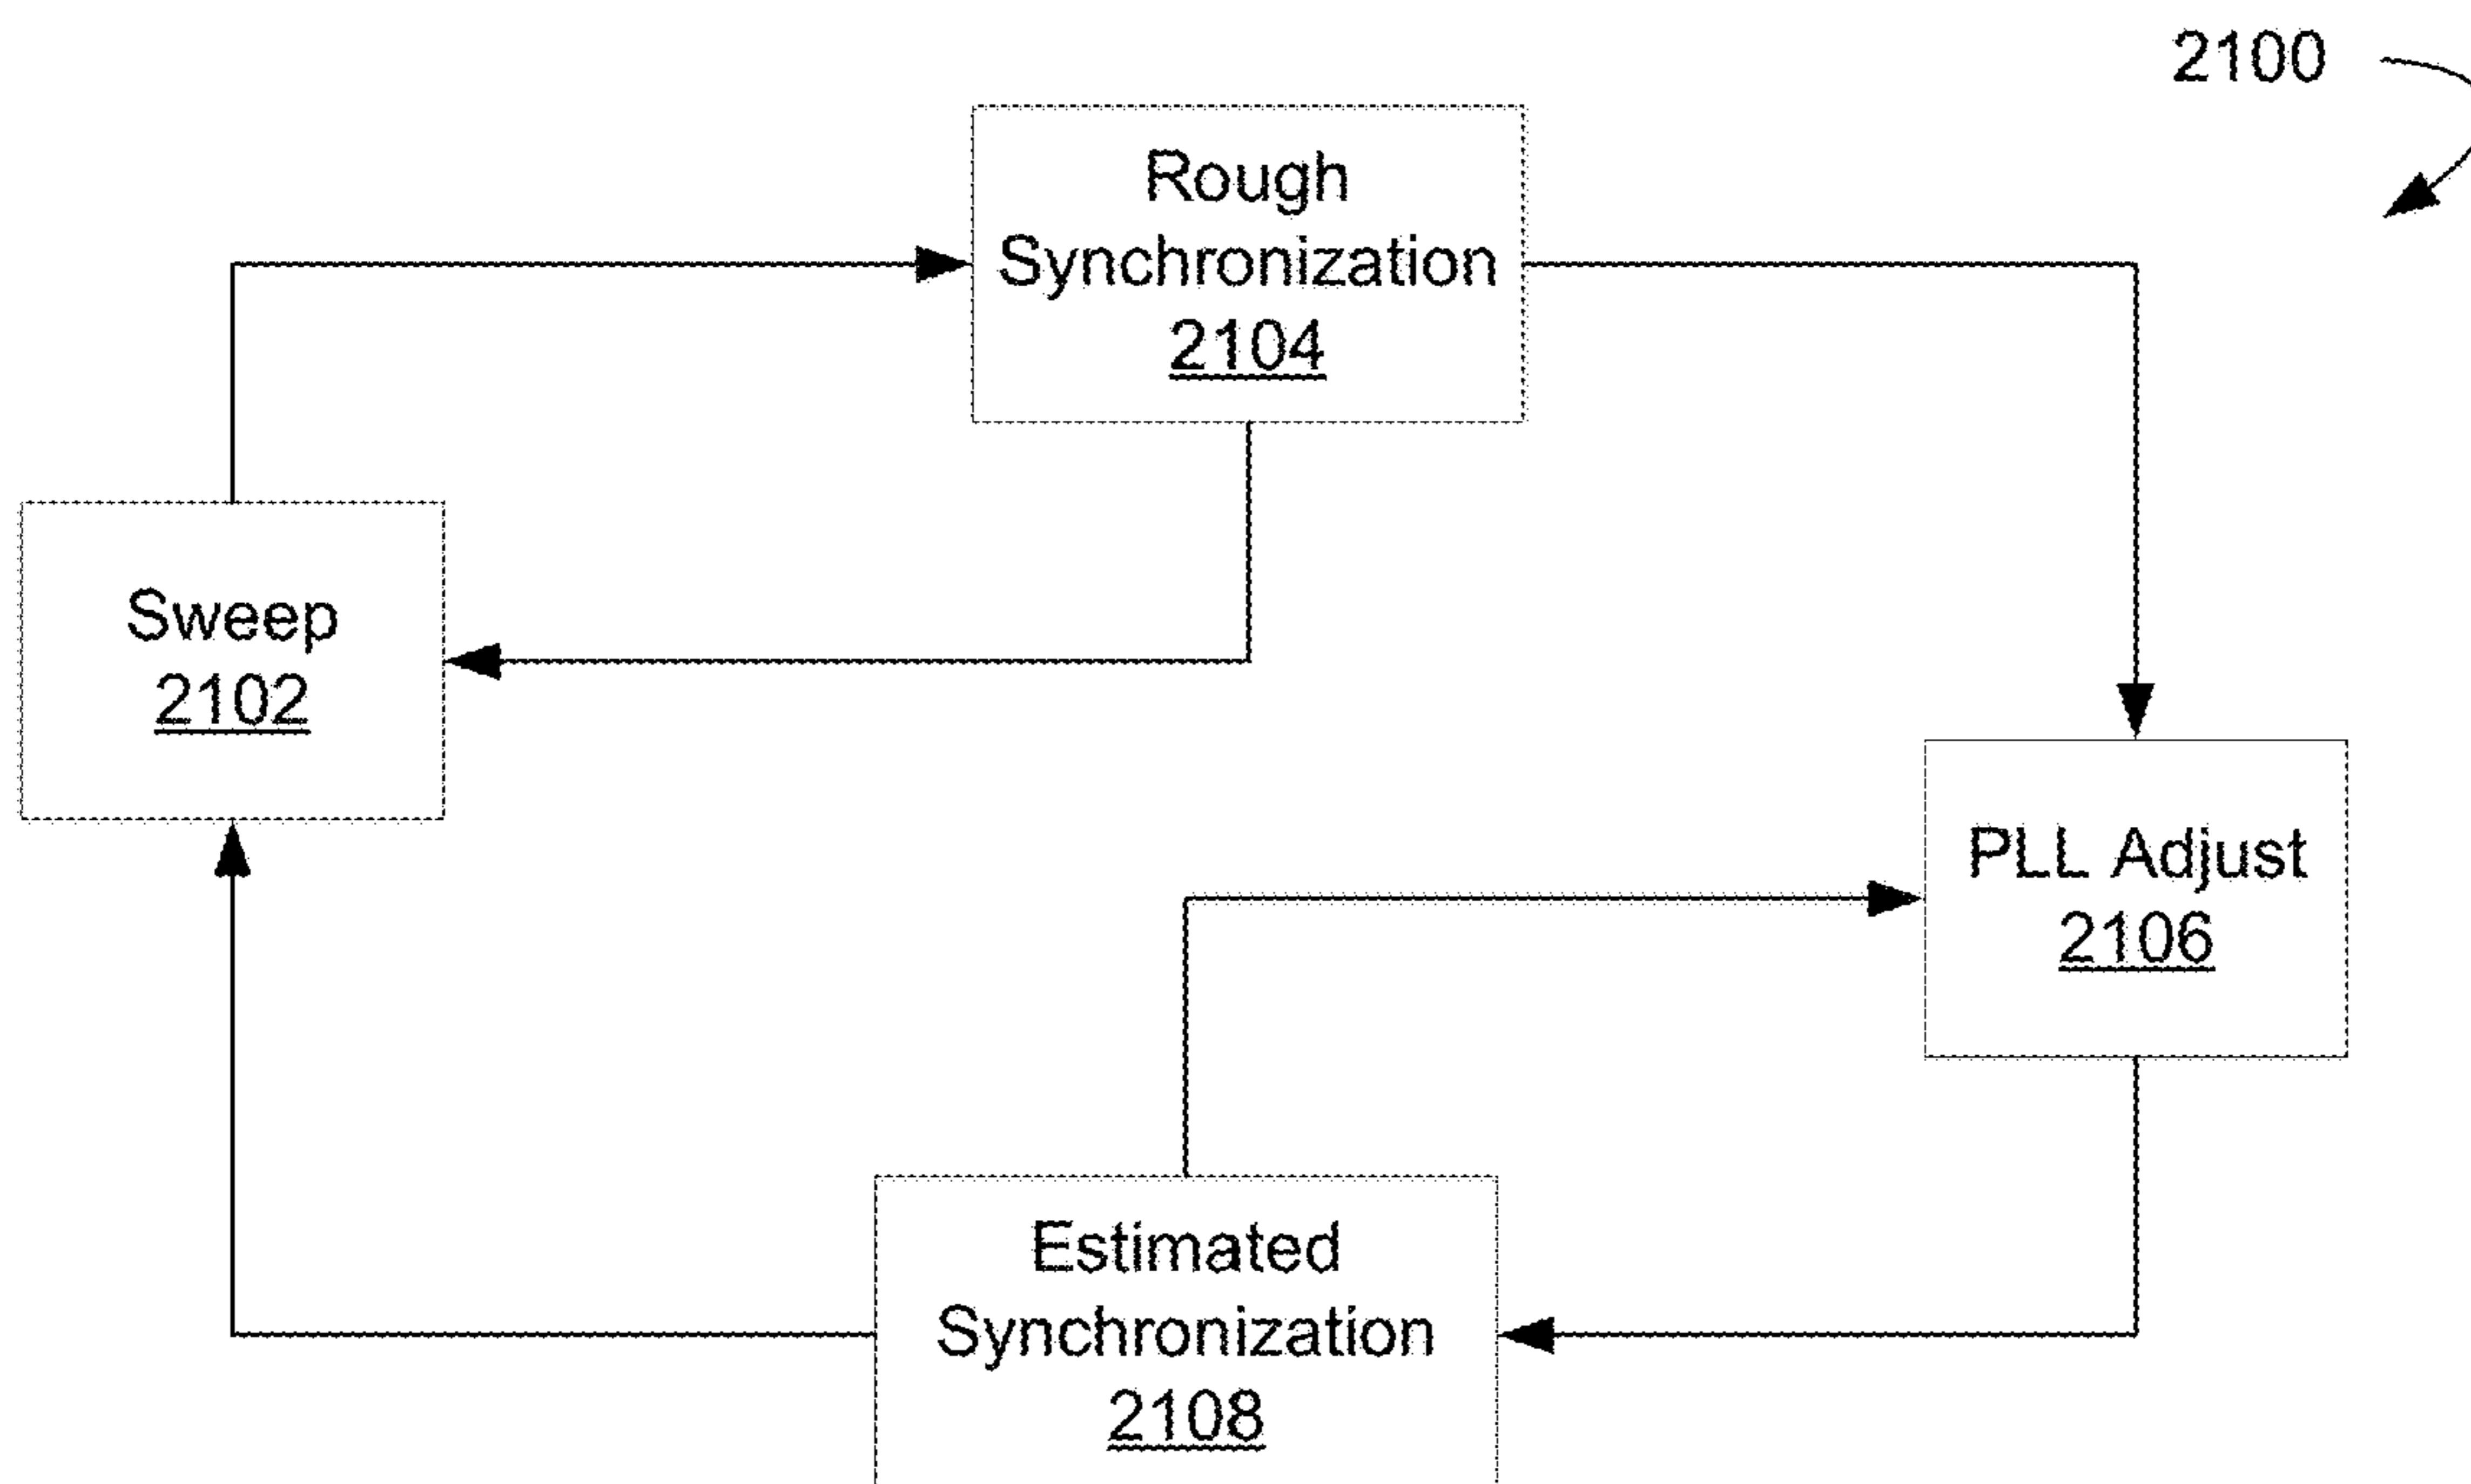 2100
Rough
Synchronization
2104
Sweep
2102
PLL Adjust
2106
Estimated
Synchronization
2108